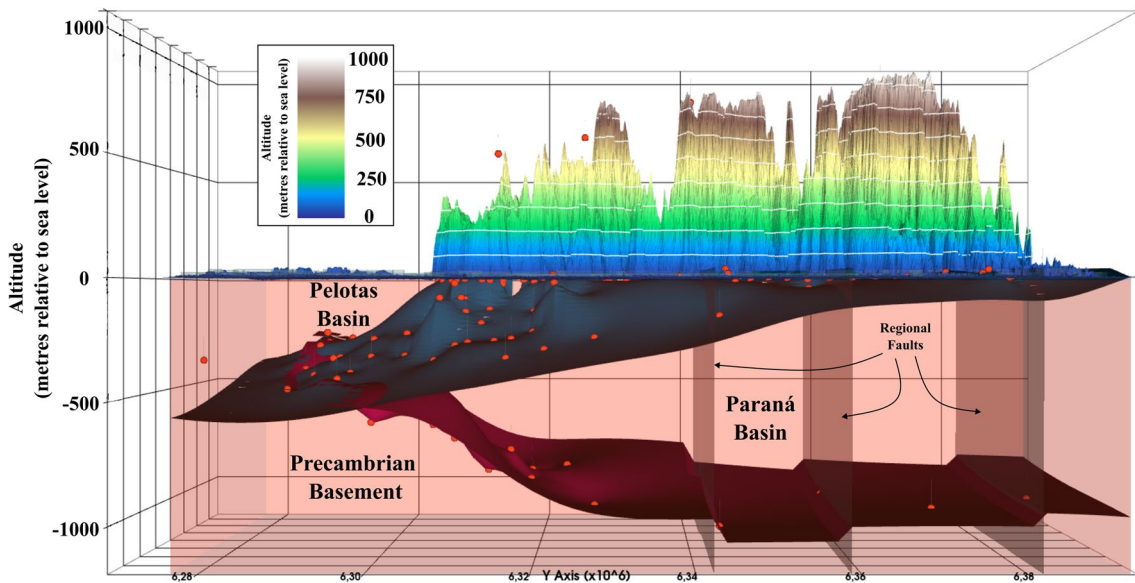 1000
500
0
-500
-1000
Altitude
(metres relative to sea level)
Altitude
(metres relative to sea level)
1000
750
500
250
0
Pelotas
Basin
Regional
Faults
Paraná
Basin
Precambrian
Basement
6,28
6,30
6,32
Y Axis (x10^6)
6,34
6,36
6,38